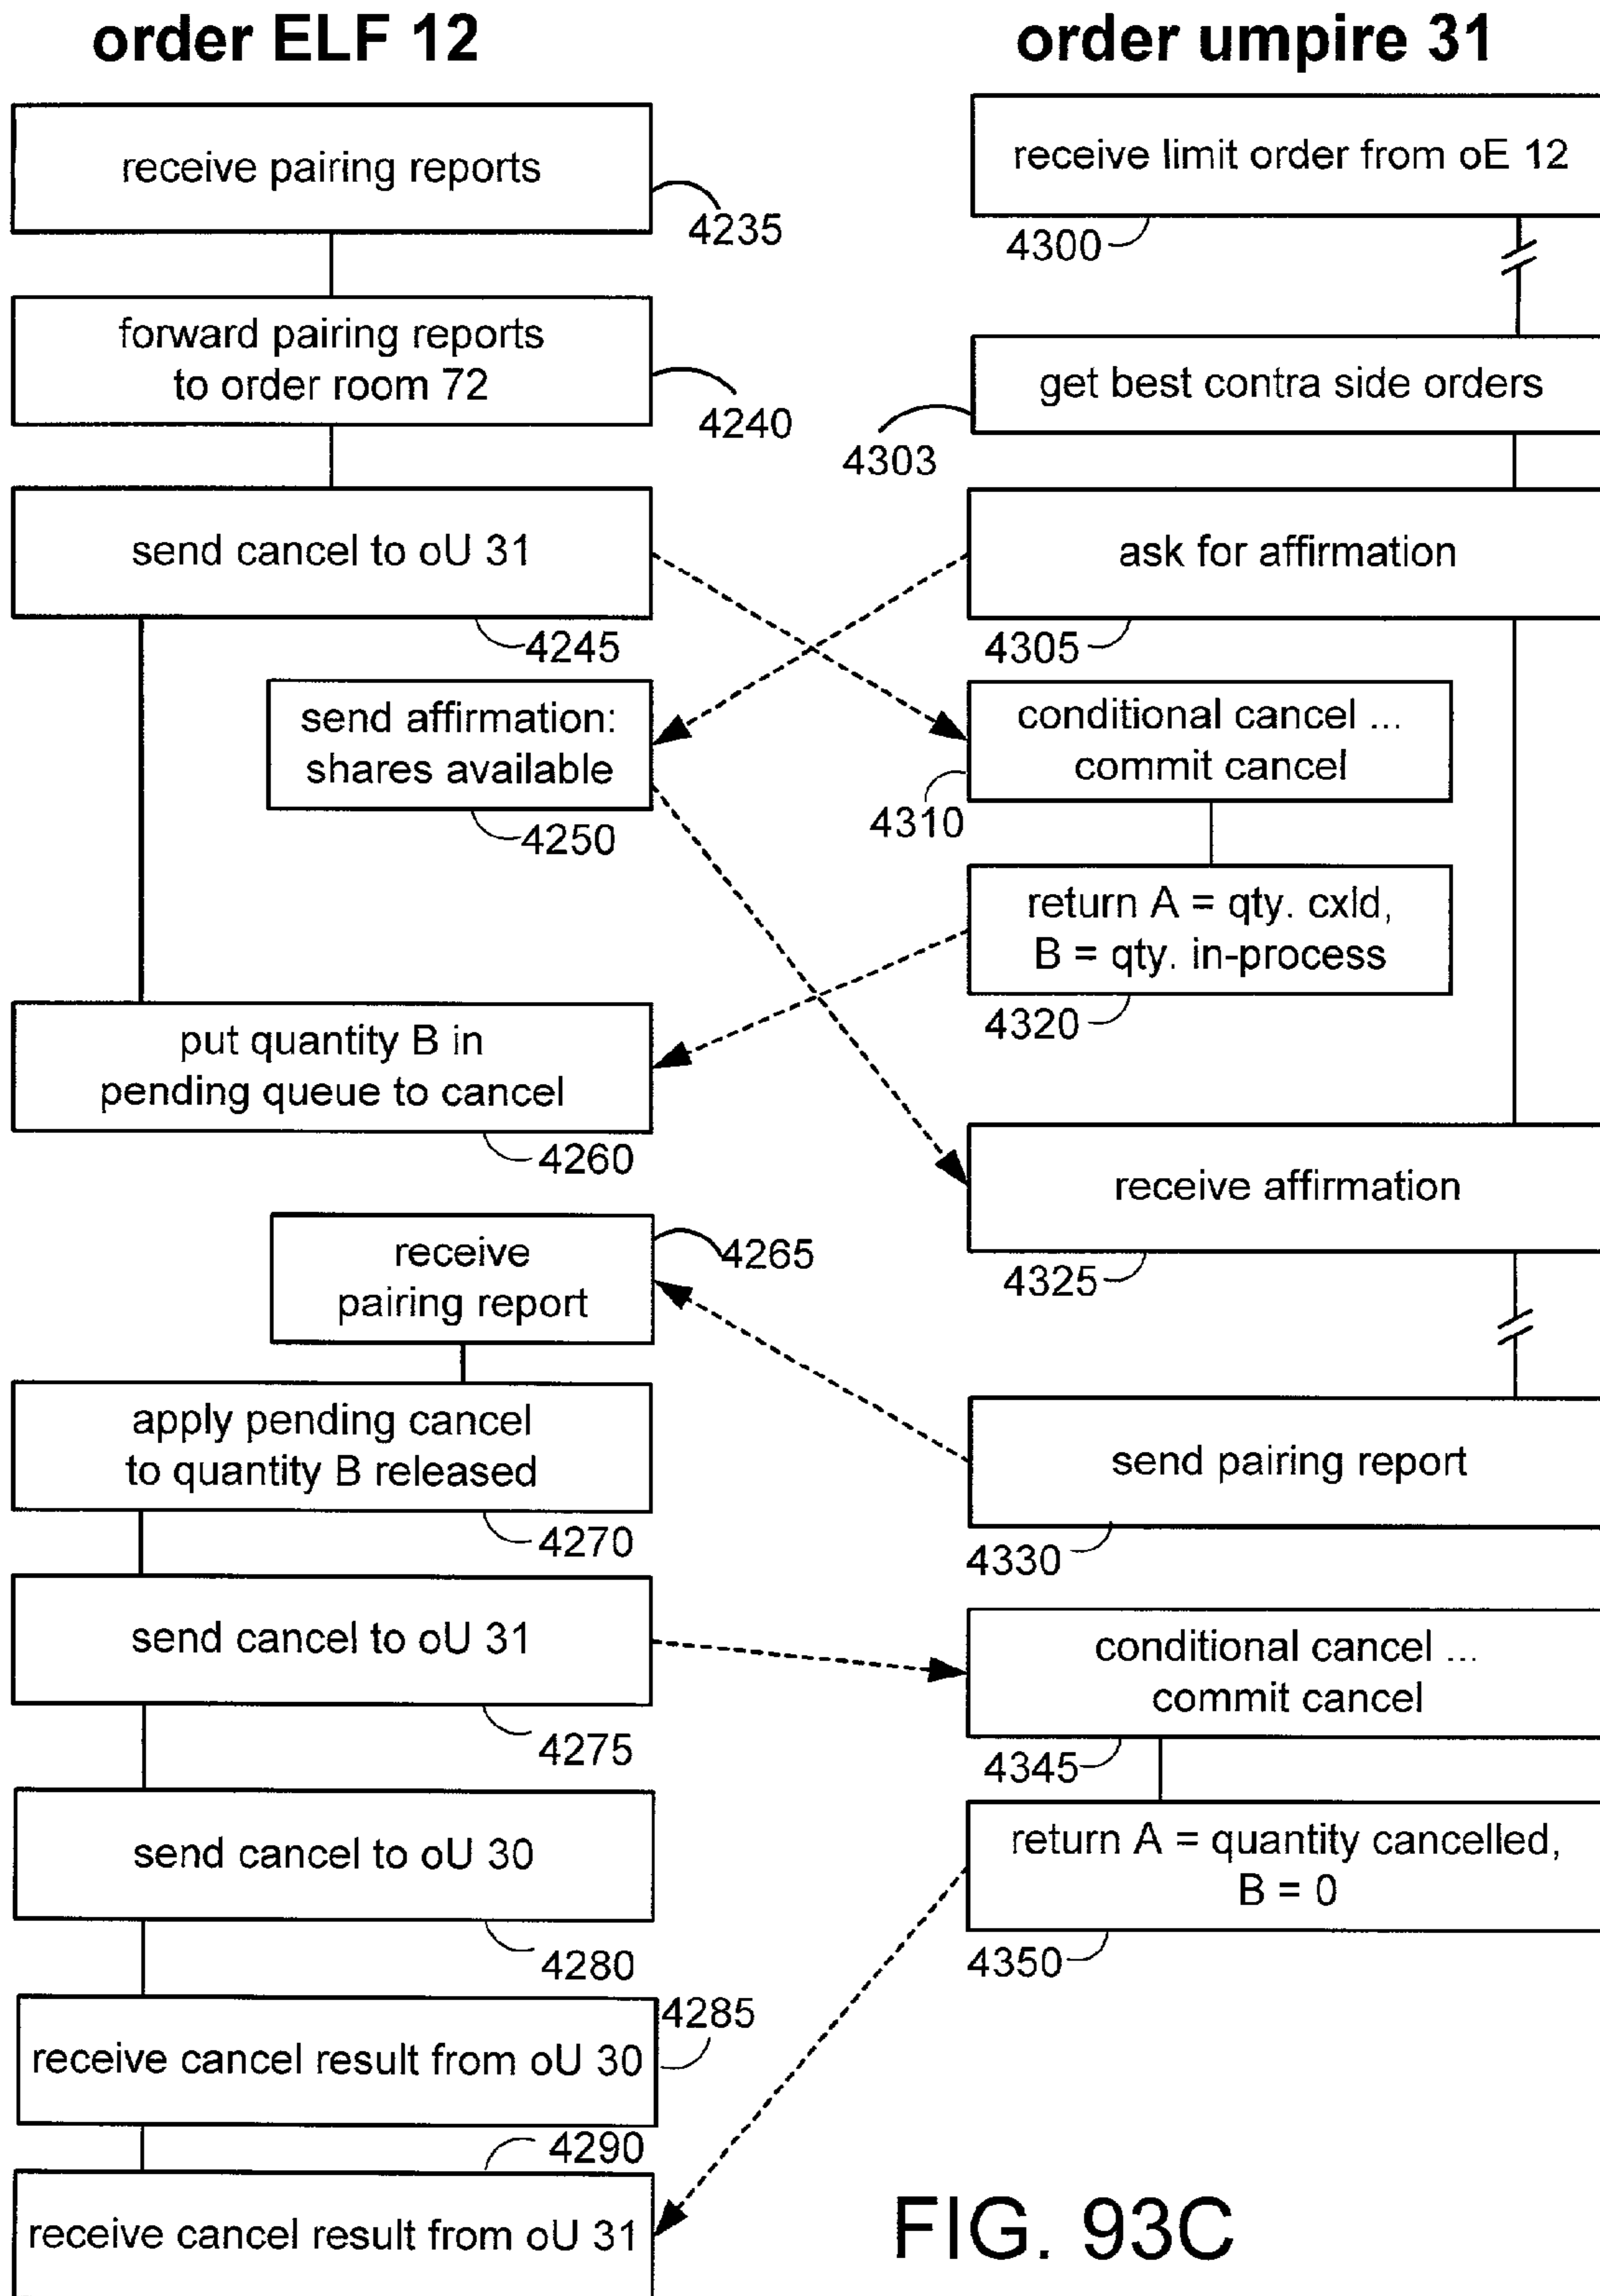 order ELF 12
order umpire 31
receive pairing reports
4235
receive limit order from oE 12
4300
forward pairing reports
to order room 72
4240
get best contra side orders
4303
send cancel to oU 31
4245
ask for affirmation
4305
send affirmation:
shares available
4250
conditional cancel ...
commit cancel
4310
return A = qty. cxld,
B = qty. in-process
4320
put quantity B in
pending queue to cancel
4260
receive affirmation
4325
receive
pairing report
4265
apply pending cancel
to quantity B released
4270
send pairing report
4330
send cancel to oU 31
4275
conditional cancel ...
commit cancel
4345
send cancel to oU 30
4280
return A = quantity cancelled,
B = 0
4350
receive cancel result from oU 30
4285
4290
receive cancel result from oU 31
FIG. 93C